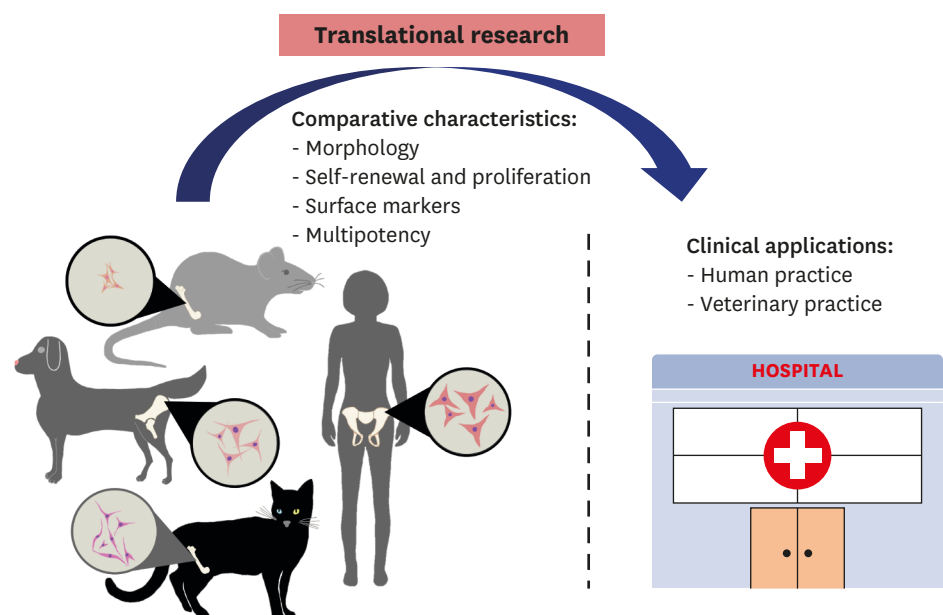 Translational research
Comparative characteristics:
- Morphology
- Self-renewal and proliferation
- Surface markers
- Multipotency
Clinical applications:
- Human practice
- Veterinary practice
HOSPITAL